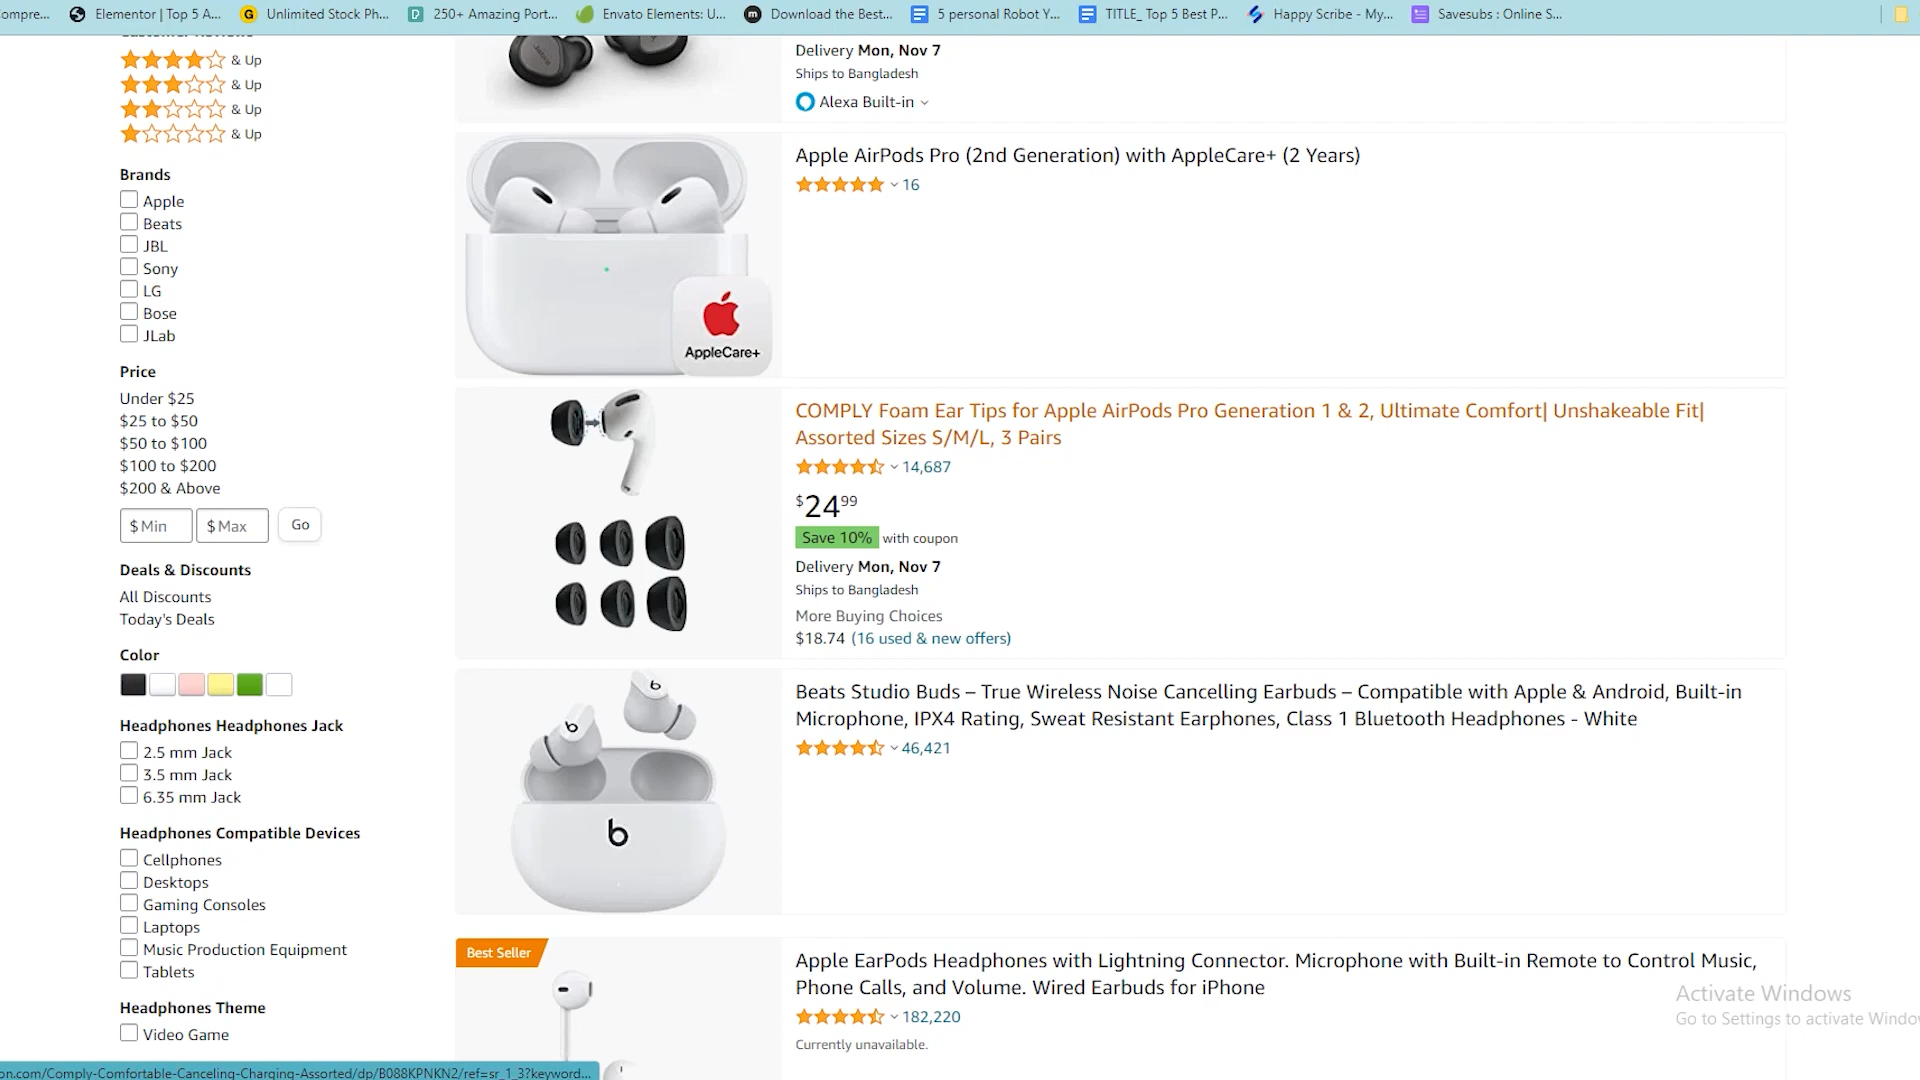 ompre...
Elementor | Top 5 A...
Unlimited Stock Ph...
250+ Amazing Port...
Envato Elements: U...
Download the Best...
5 personal Robot Y...
TITLE_ Top 5 Best P...
Happy Scribe - My...
Savesubs : Online S...
Customer Reviews
& Up
& Up
& Up
& Up
Brands
Apple
Beats
JBL
Sony
LG
Bose
JLab
Price
Under $25
$25 to $50
$50 to $100
$100 to $200
$200 & Above
$ Min $ Max Go
Deals & Discounts
All Discounts
Today's Deals
Color
Headphones Headphones Jack
2.5 mm Jack
3.5 mm Jack
6.35 mm Jack
Headphones Compatible Devices
Cellphones
Desktops
Gaming Consoles
Laptops
Music Production Equipment
Tablets
Headphones Theme
Video Game
on.com/Comply-Comfortable-Canceling-Charging-Assorted/dp/B088KPNKN2/ref=sr_1_3?keyword...
Jabra
Delivery Mon, Nov 7
Ships to Bangladesh
Alexa Built-in
AppleCare+
Apple AirPods Pro (2nd Generation) with AppleCare+ (2 Years)
16
COMPLY Foam Ear Tips for Apple AirPods Pro Generation 1 & 2, Ultimate Comfort| Unshakeable Fit|
Assorted Sizes S/M/L, 3 Pairs
14,687
$24.99
Save 10% with coupon
Delivery Mon, Nov 7
Ships to Bangladesh
More Buying Choices
$18.74 (16 used & new offers)
Beats Studio Buds – True Wireless Noise Cancelling Earbuds – Compatible with Apple & Android, Built-in
Microphone, IPX4 Rating, Sweat Resistant Earphones, Class 1 Bluetooth Headphones - White
46,421
Best Seller
Apple EarPods Headphones with Lightning Connector. Microphone with Built-in Remote to Control Music,
Phone Calls, and Volume. Wired Earbuds for iPhone
182,220
Currently unavailable.
Activate Windows
Go to Settings to activate Windo